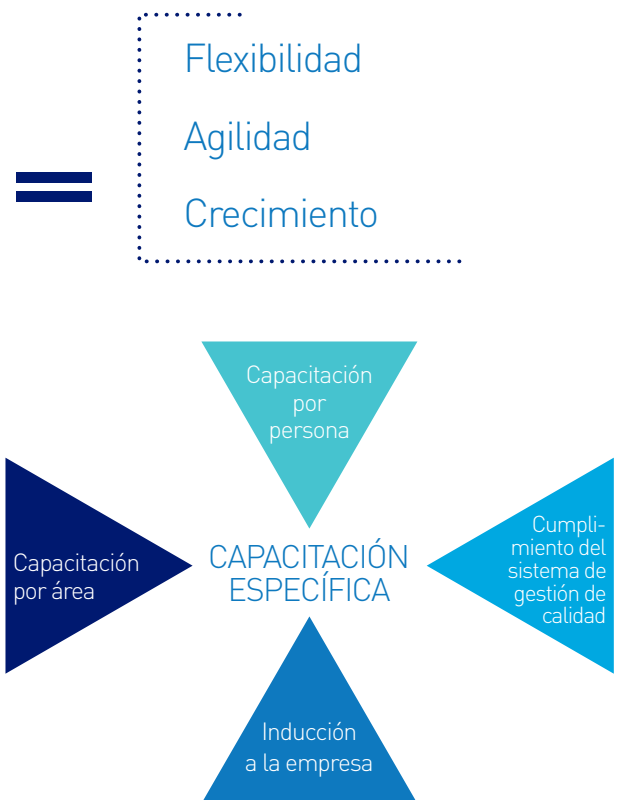 Flexibilidad
Agilidad
Crecimiento
Capacitación
por
persona
Capacitación
por área
CAPACITACIÓN
ESPECÍFICA
Cumpli-
miento del
sistema de
gestión de
calidad
Inducción
a la empresa